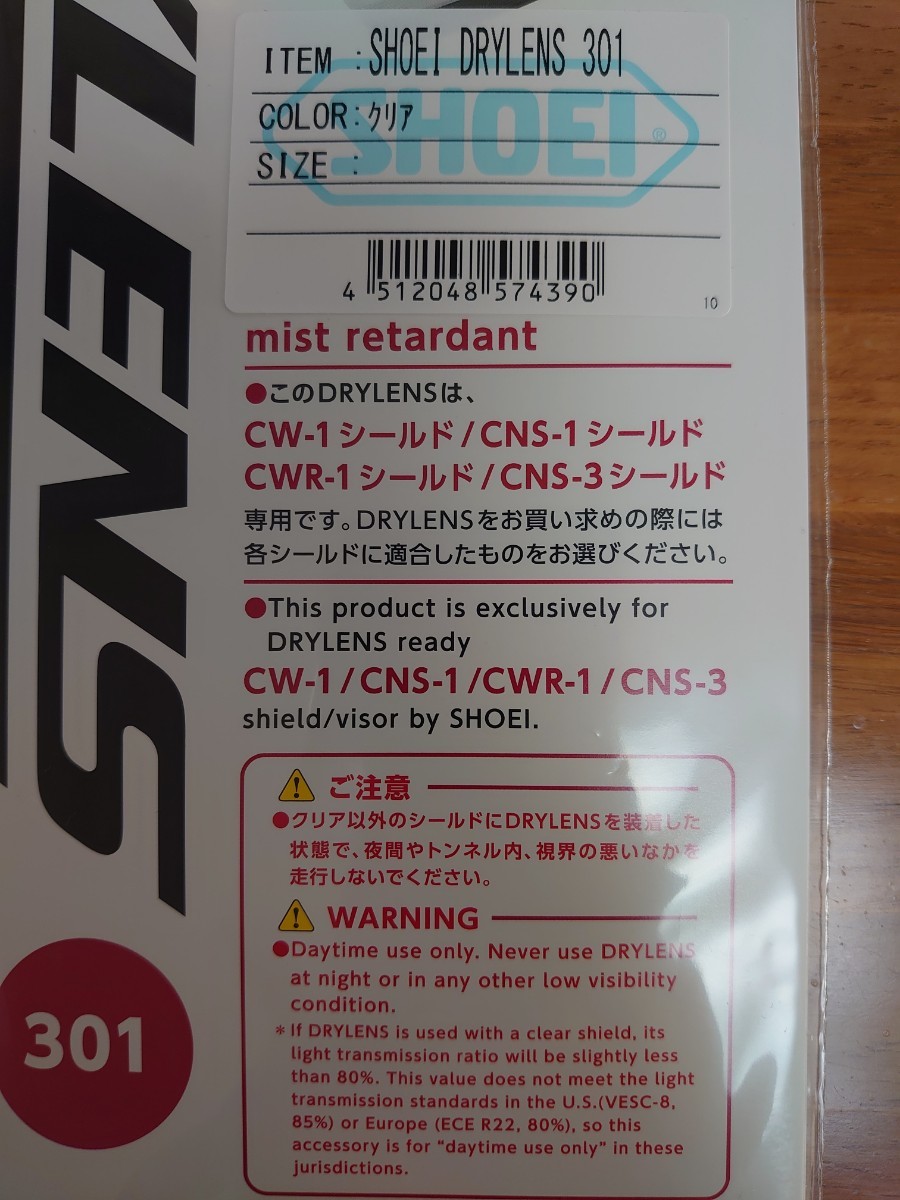 ITEM :SHOEI DRYLENS 301
COLOR:クリア
SIZE :
SHOEI®
4 512048 574390
10
LENS
mist retardant
●このDRYLENSは、
CW-1シールド/CNS-1シールド
CWR-1シールド/CNS-3シールド
専用です。DRYLENSをお買い求めの際には
各シールドに適合したものをお選びください。
●This product is exclusively for
DRYLENS ready
CW-1/CNS-1/CWR-1/CNS-3
shield/visor by SHOEI.
ご注意
●クリア以外のシールドにDRYLENSを装着した
状態で、夜間やトンネル内、視界の悪いなかを
走行しないでください。
WARNING
●Daytime use only. Never use DRYLENS
at night or in any other low visibility
condition.
*If DRYLENS is used with a clear shield, its
light transmission ratio will be slightly less
than 80%. This value does not meet the light
transmission standards in the U.S.(VESC-8,
85%) or Europe (ECE R22, 80%), so this
accessory is for “daytime use only” in these
jurisdictions.
301